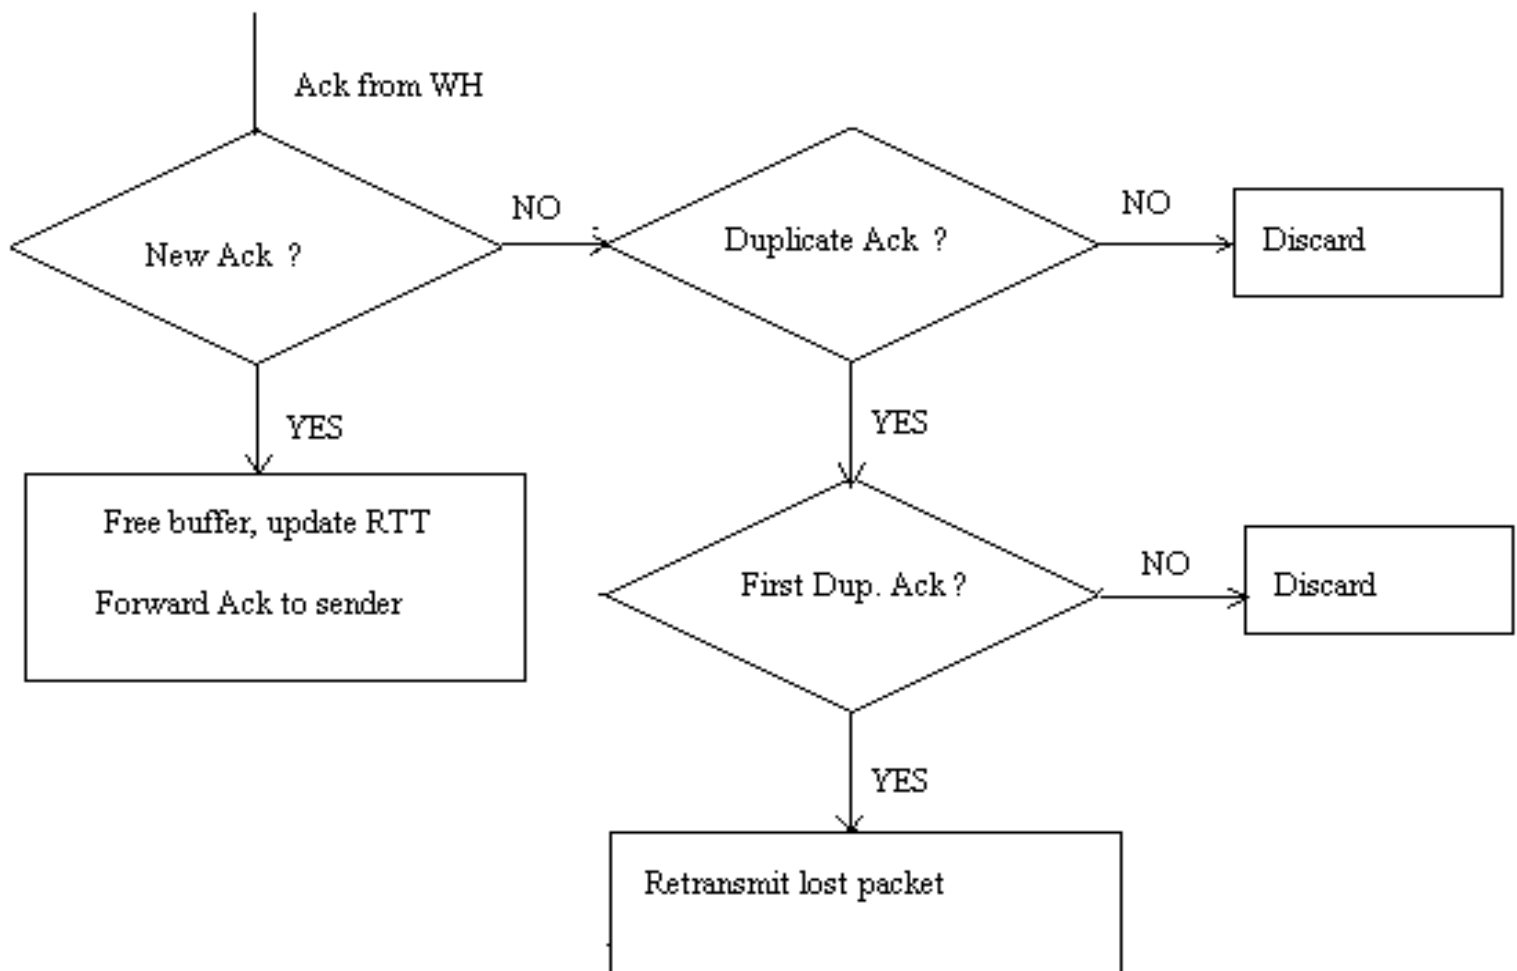 Ack from WH
New Ack ?
NO
Duplicate Ack ?
NO
Discard
YES
Free buffer, update RTT
Forward Ack to sender
YES
First Dup. Ack ?
NO
Discard
YES
Retransmit lost packet